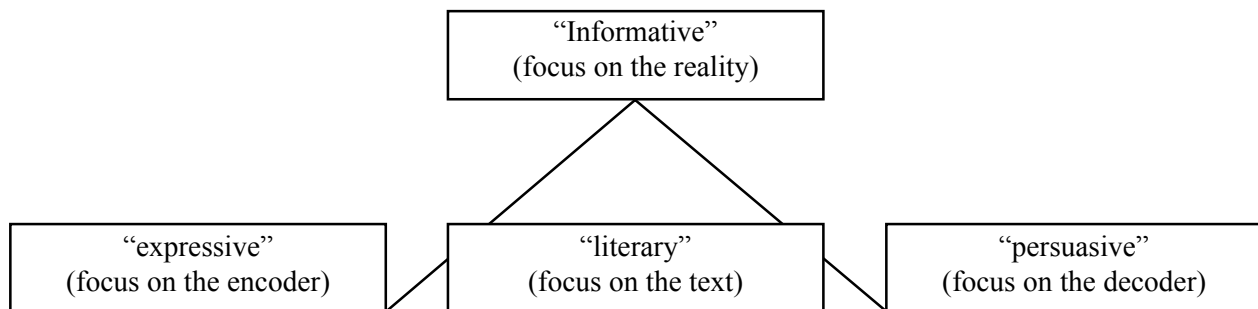 “Informative”
(focus on the reality)
“expressive”
(focus on the encoder)
“literary”
(focus on the text)
“persuasive”
(focus on the decoder)